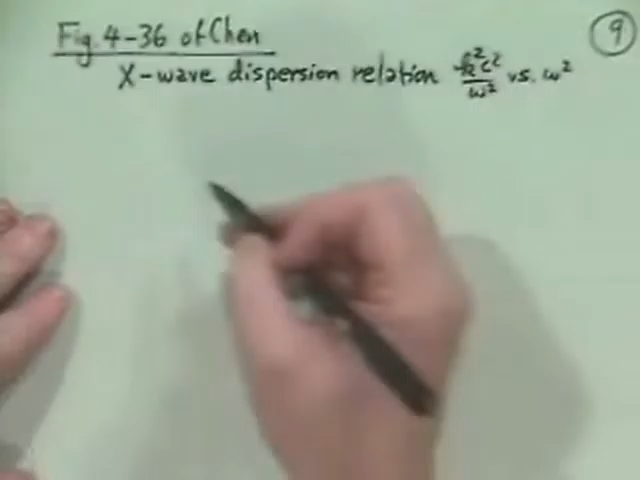 Fig. 4-36 of Chen
9
X-wave dispersion relation k²c²/ω² vs. ω²